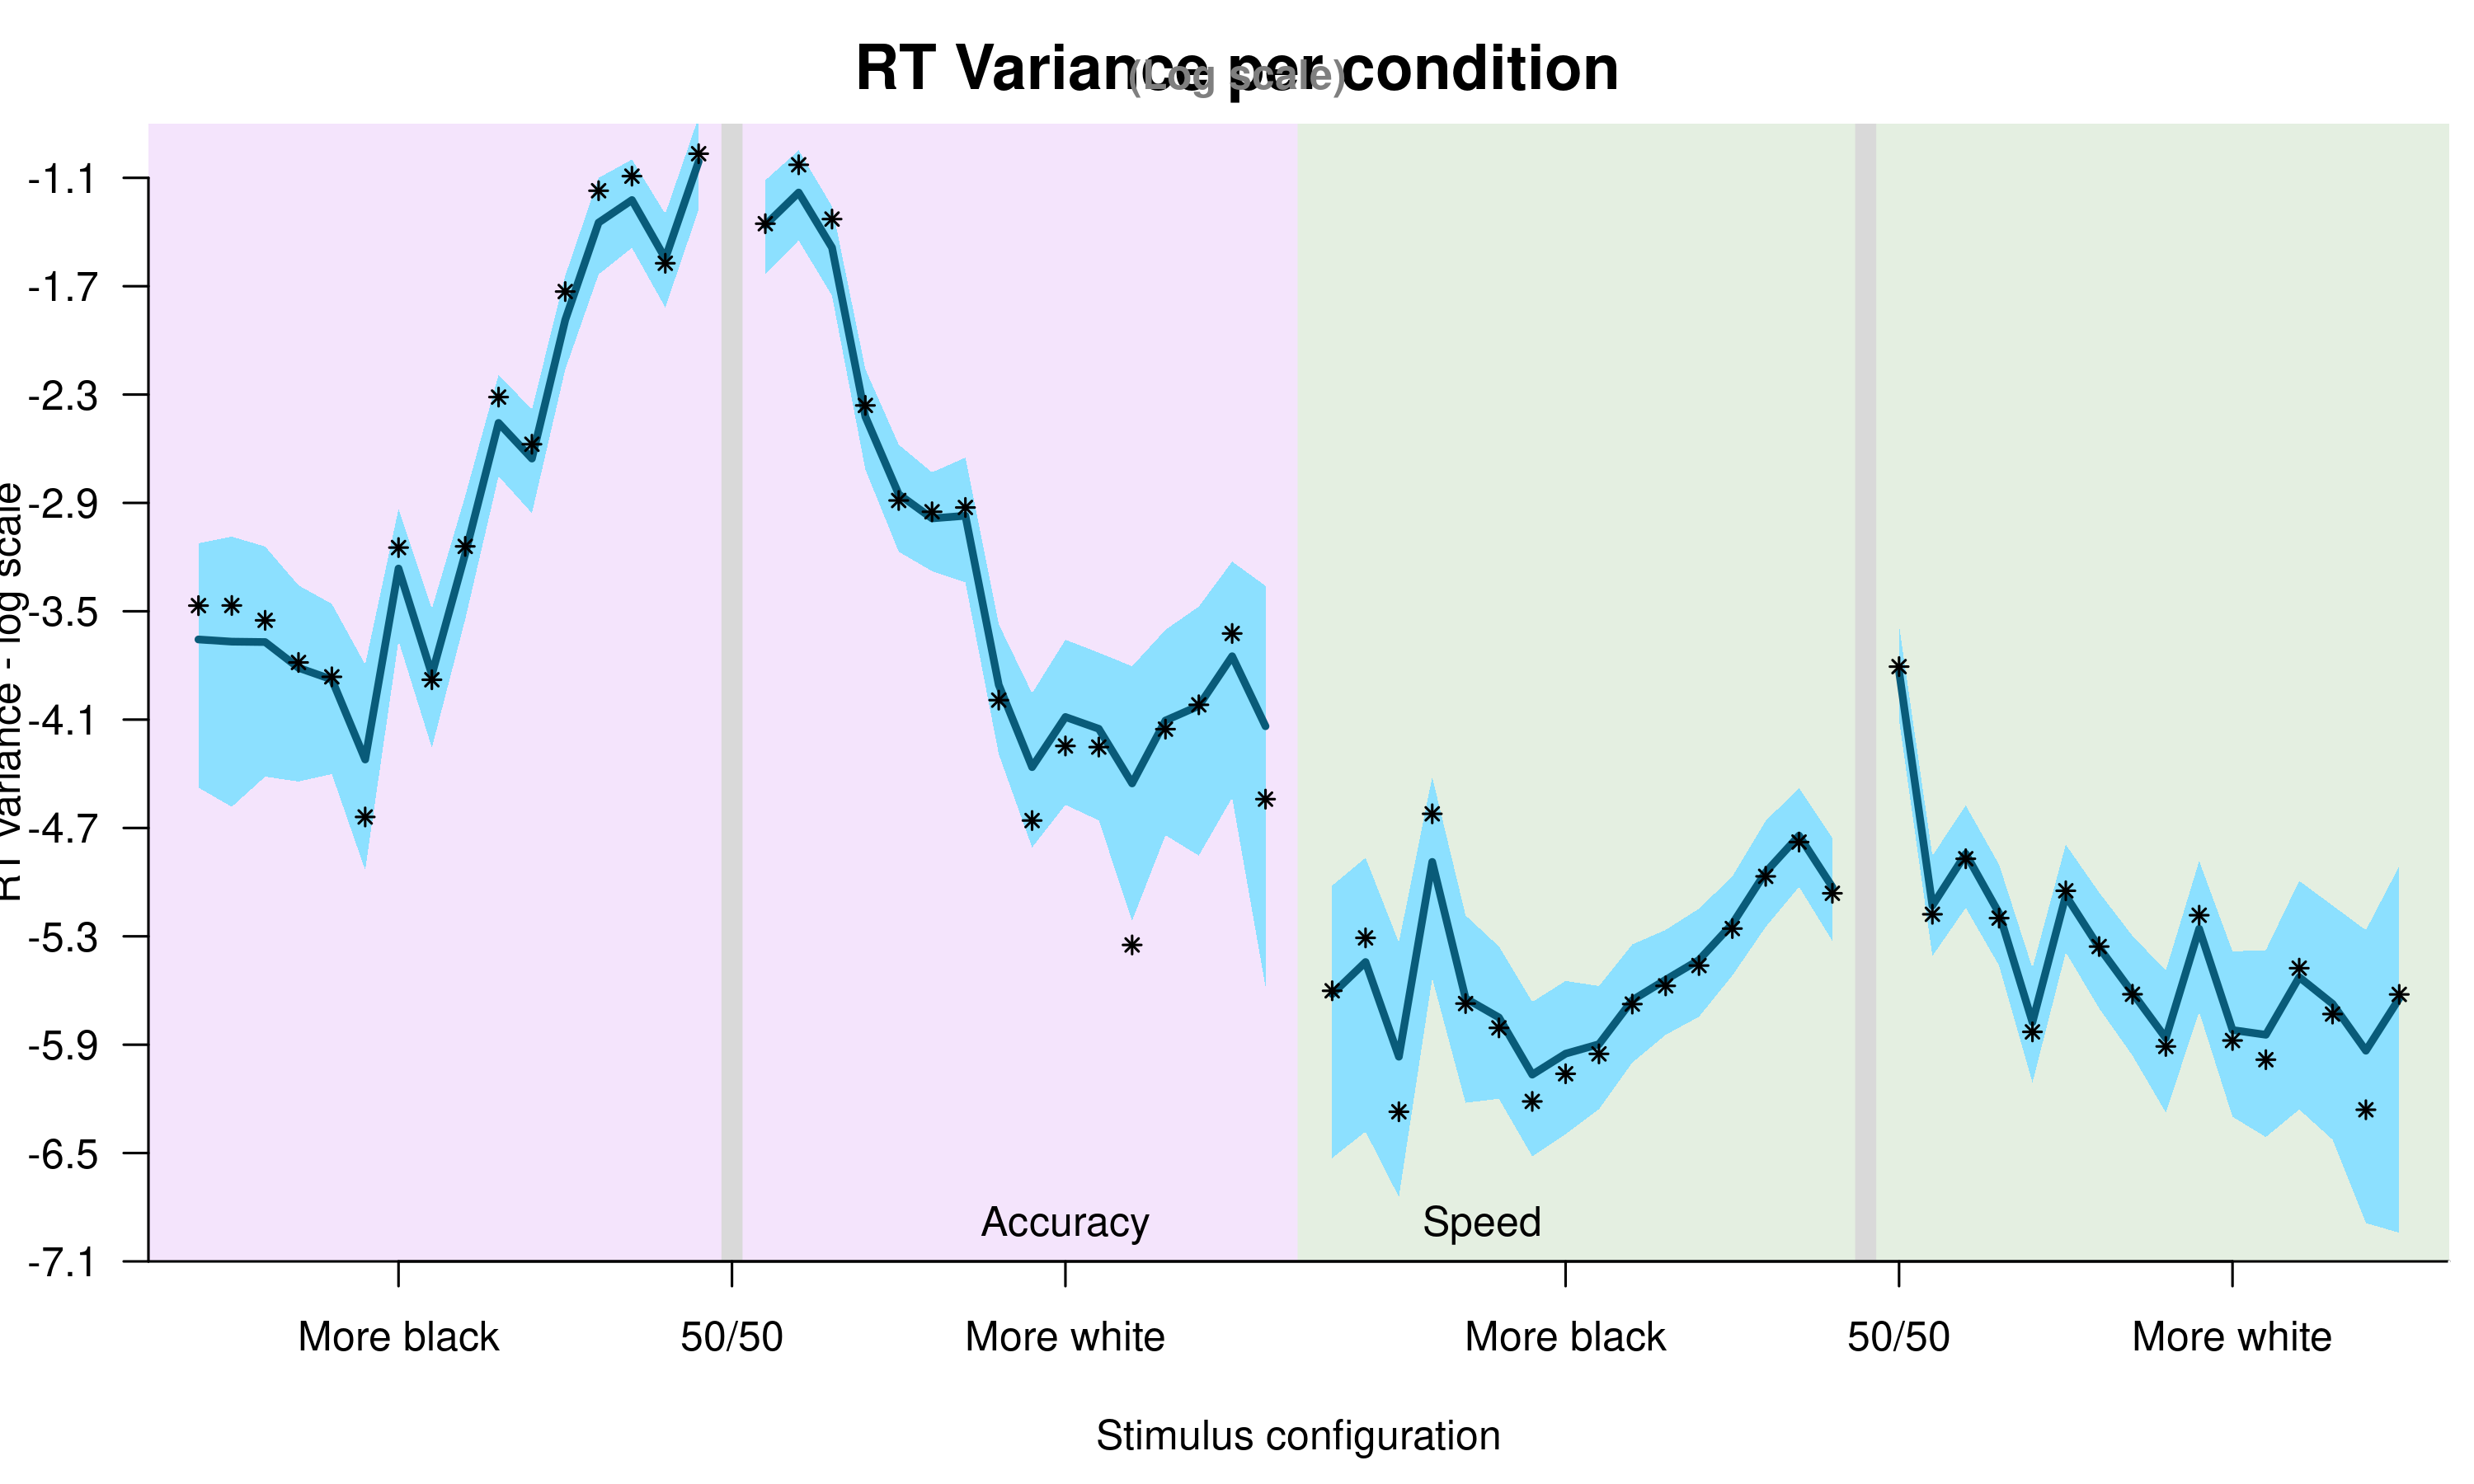 RT Variance per condition
(Log scale)
RT Variance - log scale
-1.1
-1.7
-2.3
-2.9
-3.5
-4.1
-4.7
-5.3
-5.9
-6.5
-7.1
Accuracy
Speed
More black
50/50
More white
More black
50/50
More white
Stimulus configuration